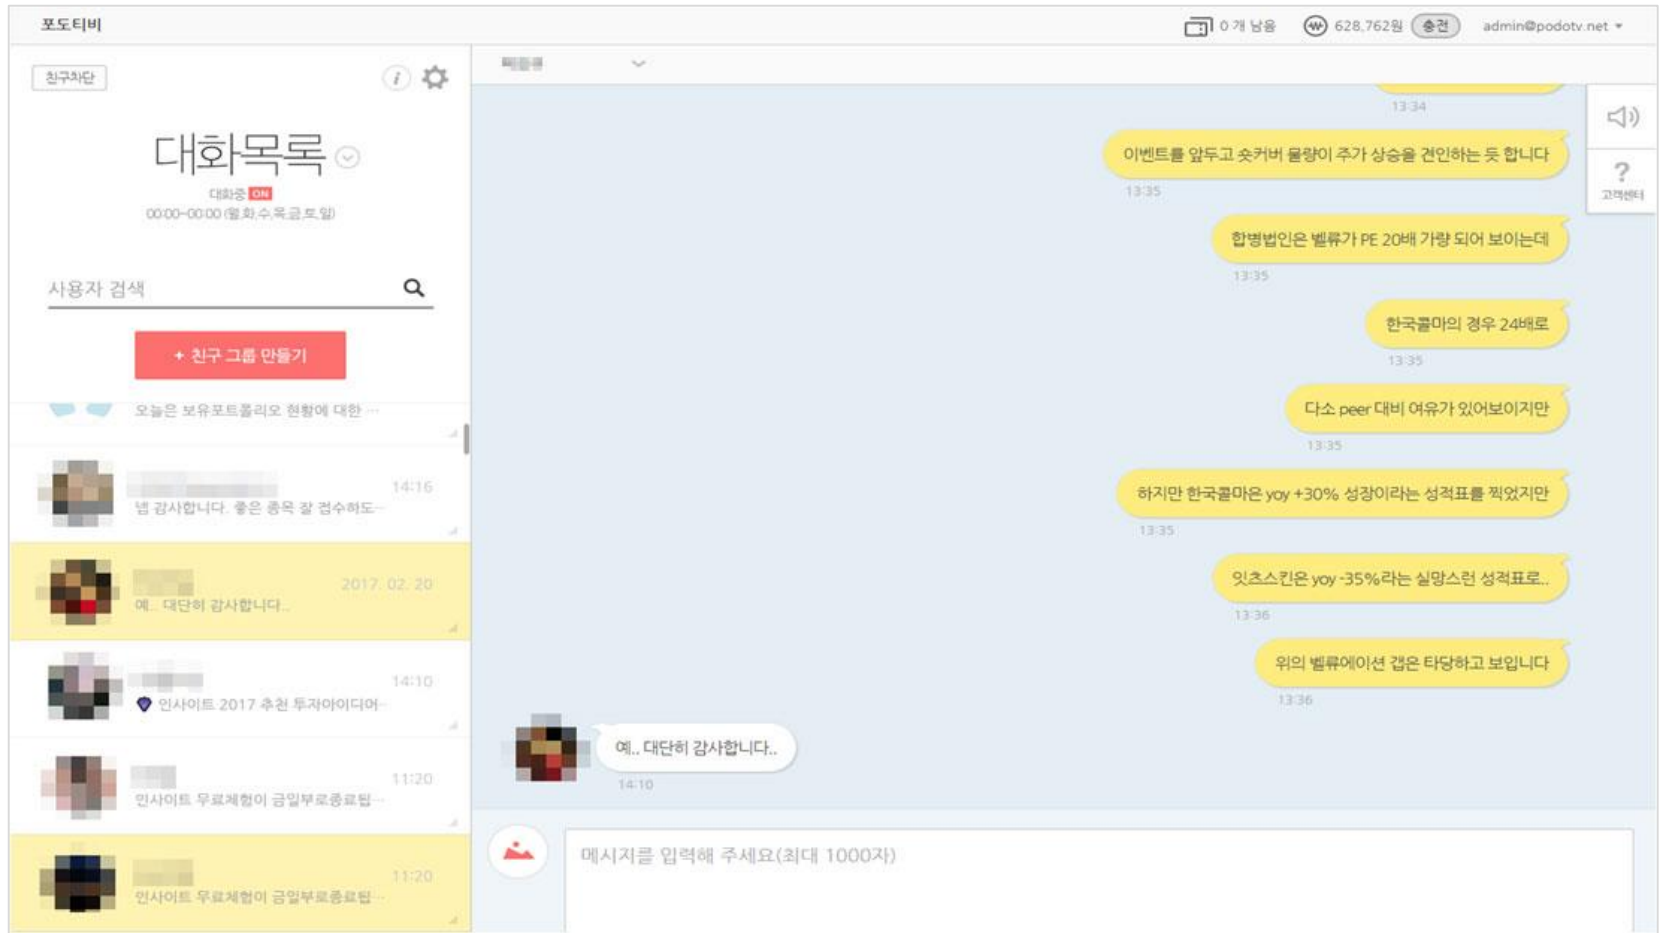 포도티비
0 개 남음
628,762원
충전
admin@podotv.net
친구차단
대화목록
대화중 ON
00:00~00:00 (월,화,수,목,금,토,일)
사용자 검색
+ 친구 그룹 만들기
오늘은 보유포트폴리오 현황에 대한 ...
14:16
넵 감사합니다. 좋은 종목 잘 접수하도...
2017. 02. 20
예.. 대단히 감사합니다..
14:10
인사이트 2017 추천 투자아이디어...
11:20
인사이트 무료체험이 금일부로종료됩...
11:20
인사이트 무료체험이 금일부로종료됩...
13:34
이벤트를 앞두고 숏커버 물량이 주가 상승을 견인하는 듯 합니다
13:35
합병법인은 벨류가 PE 20배 가량 되어 보이는데
13:35
한국콜마의 경우 24배로
13:35
다소 peer 대비 여유가 있어보이지만
13:35
하지만 한국콜마은 yoy +30% 성장이라는 성적표를 찍었지만
13:35
잇츠스킨은 yoy -35%라는 실망스런 성적표로..
13:36
위의 벨류에이션 갭은 타당하고 보입니다
13:36
예.. 대단히 감사합니다..
14:10
?
고객센터
메시지를 입력해 주세요(최대 1000자)